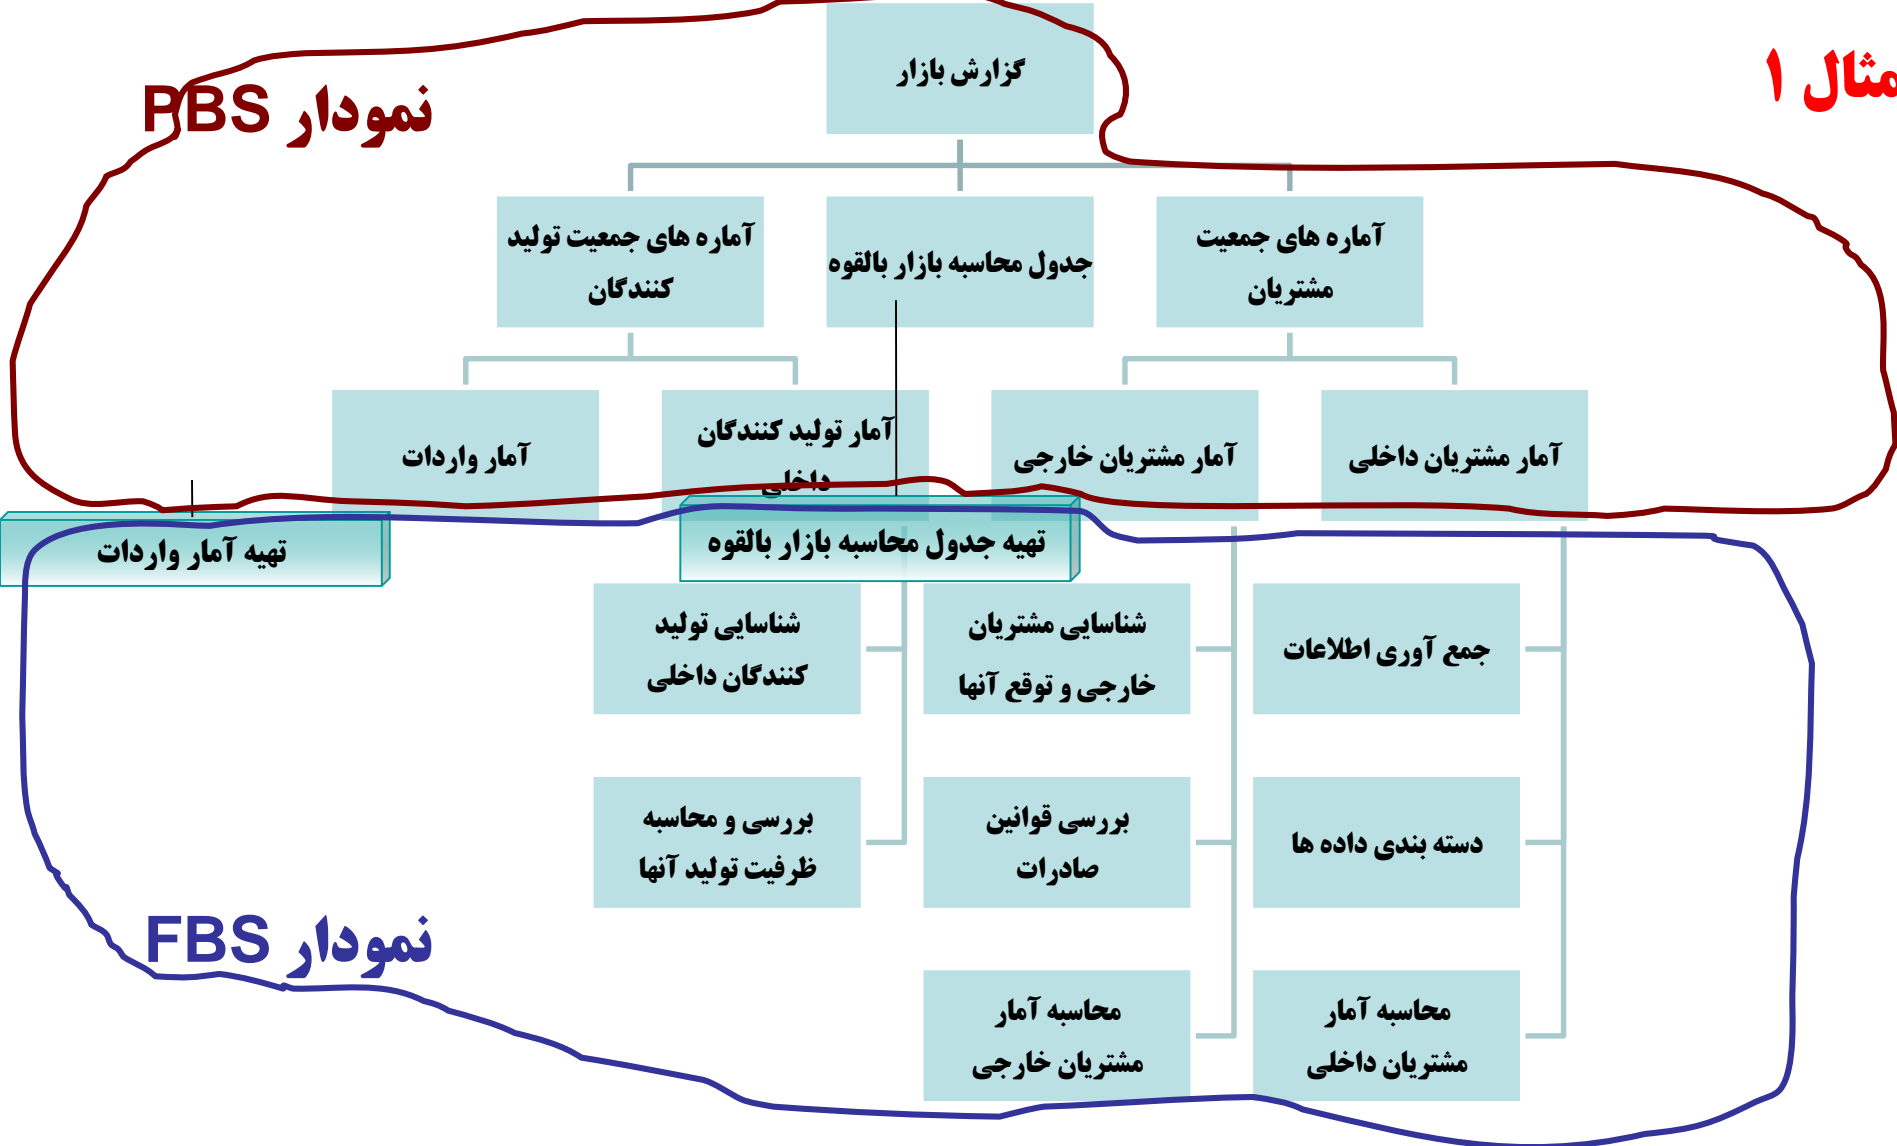 مثال ۱
گزارش بازار
نمودار PBS
آماره های جمعیت
مشتریان
جدول محاسبه بازار بالقوه
آماره های جمعیت تولید
کنندگان
آمار مشتریان داخلی
آمار مشتریان خارجی
آمار تولید کنندگان
داخلی
آمار واردات
تهیه جدول محاسبه بازار بالقوه
تهیه آمار واردات
جمع آوری اطلاعات
شناسایی مشتریان
خارجی و توقع آنها
شناسایی تولید
کنندگان داخلی
دسته بندی داده ها
بررسی قوانین
صادرات
بررسی و محاسبه
ظرفیت تولید آنها
نمودار FBS
محاسبه آمار
مشتریان داخلی
محاسبه آمار
مشتریان خارجی